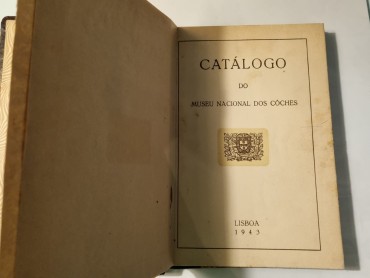 CATÁLOGO
DO
MUSEU NACIONAL DOS CÔCHES
LISBOA
1943